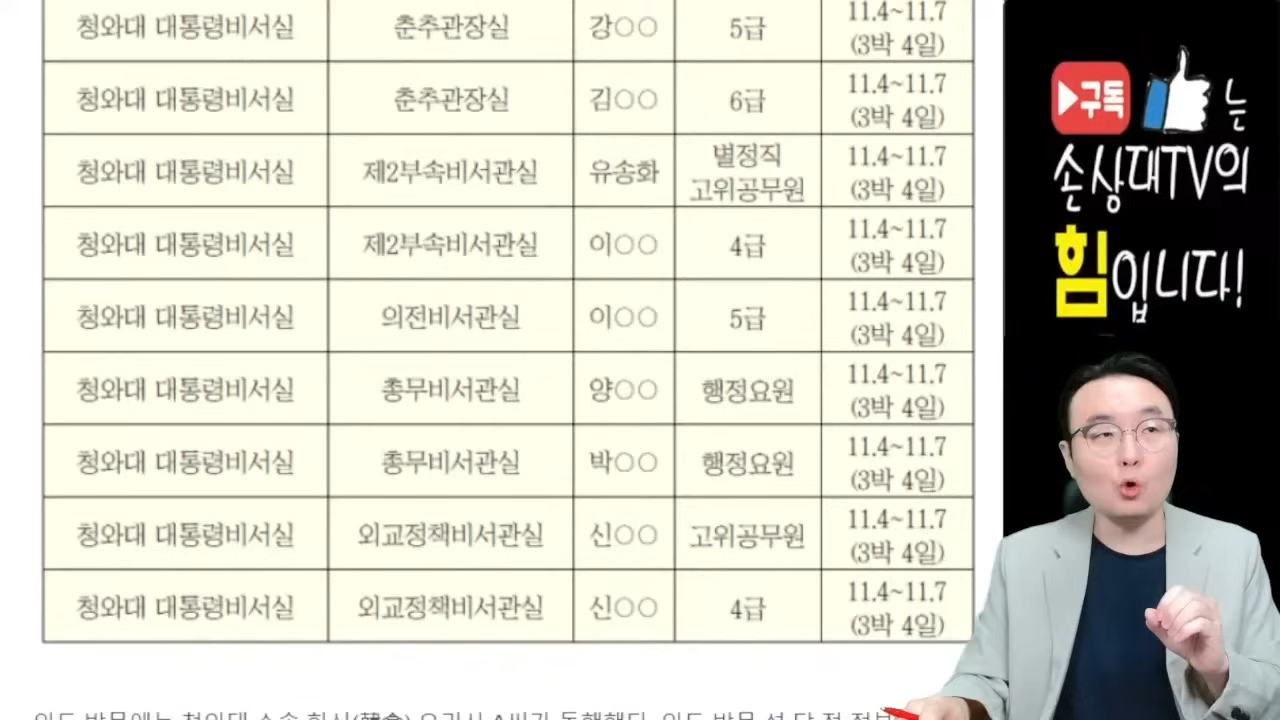 청와대 대통령비서실 춘추관장실 강○○ 5급 11.4~11.7
(3박 4일)
청와대 대통령비서실 춘추관장실 김○○ 6급 11.4~11.7
(3박 4일)
청와대 대통령비서실 제2부속비서관실 유송화 별정직
고위공무원 11.4~11.7
(3박 4일)
청와대 대통령비서실 제2부속비서관실 이○○ 4급 11.4~11.7
(3박 4일)
청와대 대통령비서실 의전비서관실 이○○ 5급 11.4~11.7
(3박 4일)
청와대 대통령비서실 총무비서관실 양○○ 행정요원 11.4~11.7
(3박 4일)
청와대 대통령비서실 총무비서관실 박○○ 행정요원 11.4~11.7
(3박 4일)
청와대 대통령비서실 외교정책비서관실 신○○ 고위공무원 11.4~11.7
(3박 4일)
청와대 대통령비서실 외교정책비서관실 신○○ 4급 11.4~11.7
(3박 4일)
구독 는
손상대TV의
힘입니다!